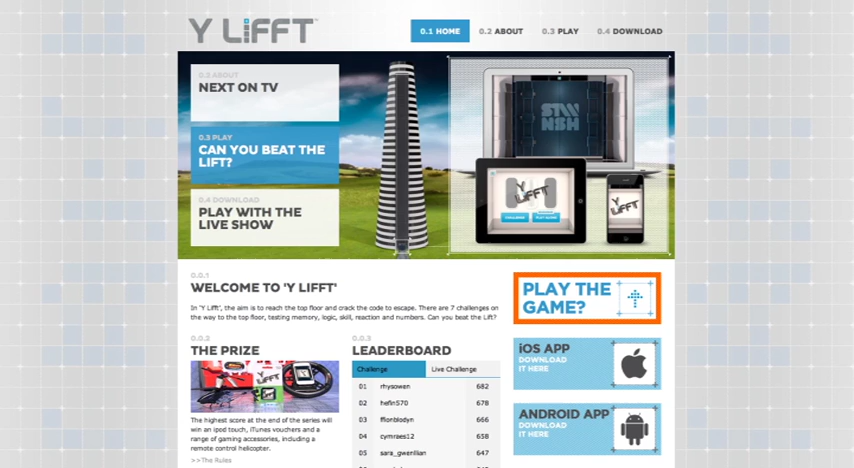 Y LiFFT
0.1 HOME
0.2 ABOUT
0.3 PLAY
0.4 DOWNLOAD
0.3 ABOUT
NEXT ON TV
0.3 PLAY
CAN YOU BEAT THE
LIFT?
0.4 DOWNLOAD
PLAY WITH THE
LIVE SHOW
Y LiFFT
CHALLENGE
PLAY GAMES
Y LiFFT
0.0.1
WELCOME TO 'Y LIFFT'
In 'Y Lifft', the aim is to reach the top floor and crack the code to escape. There are 7 challenges on
the way to the top floor, testing memory, logic, skill, reaction and numbers. Can you beat the Lift?
PLAY THE
GAME?
0.0.2
THE PRIZE
Y LiFFT
The highest score at the end of the series will
win an ipod touch, iTunes vouchers and a
range of gaming accessories, including a
remote control helicopter.
>>The Rules
0.0.3
LEADERBOARD
Challenge
Live Challenge
01 rhysowen 682
02 hefin570 678
03 ffionblodyn 666
04 cymraes12 658
05 sara_gwenllian 647
iOS APP
DOWNLOAD
IT HERE
ANDROID APP
DOWNLOAD
IT HERE